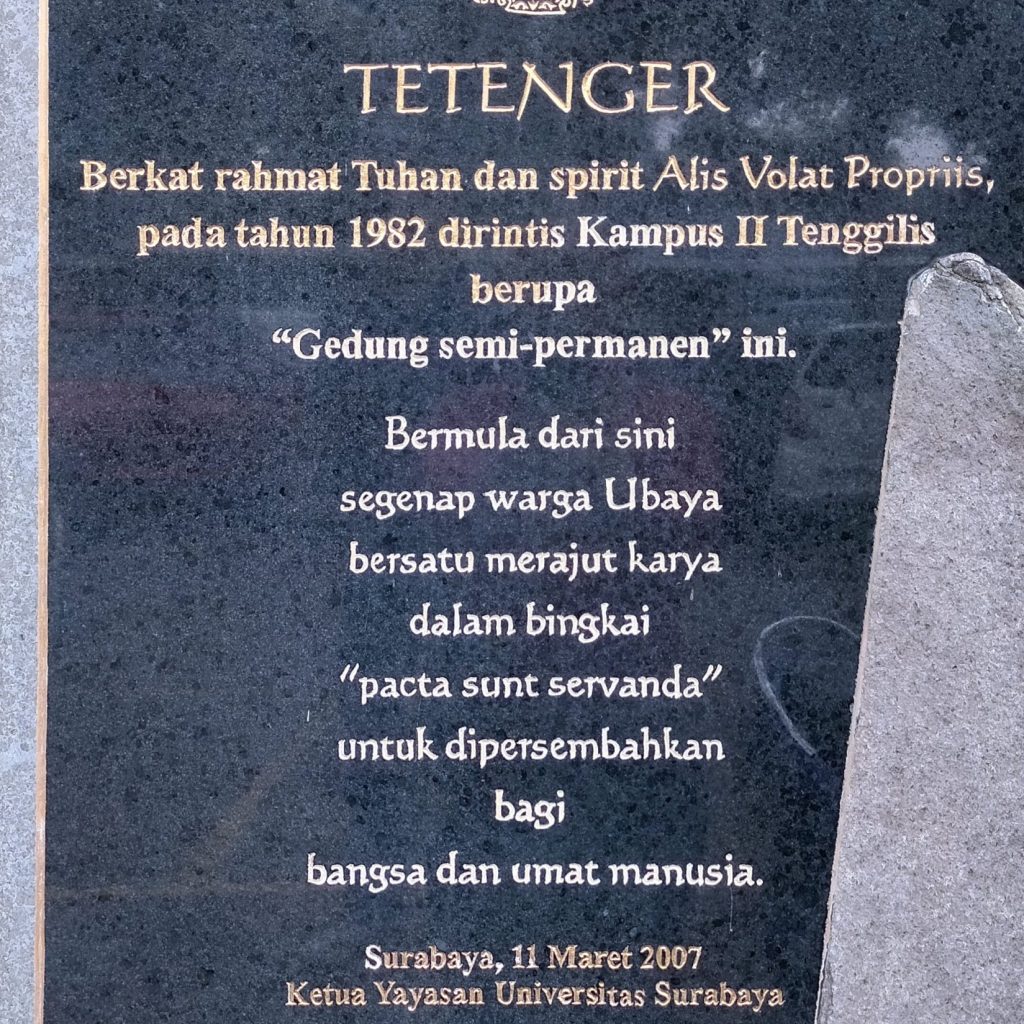 TETENGER
Berkat rahmat Tuhan dan spirit Alis Volat Propriis,
pada tahun 1982 dirintis Kampus II Tenggilis
berupa
“Gedung semi-permanen” ini.
Bermula dari sini
segenap warga Ubaya
bersatu merajut karya
dalam bingkai
“pacta sunt servanda”
untuk dipersembahkan
bagi
bangsa dan umat manusia.
Surabaya, 11 Maret 2007
Ketua Yayasan Universitas Surabaya